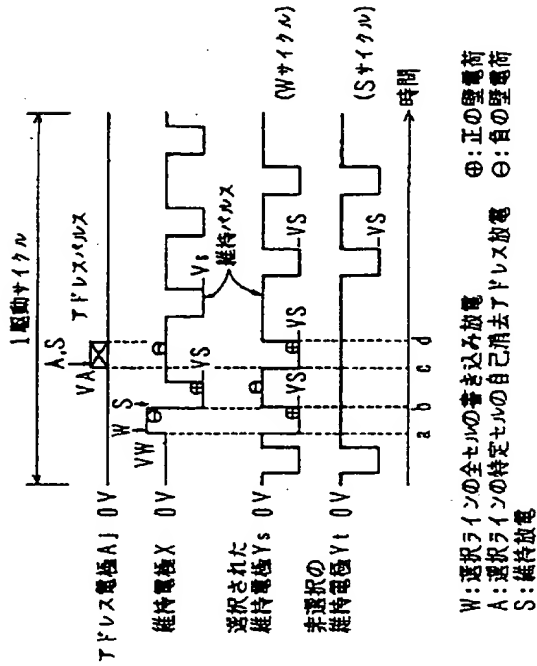 1駆動サイクル
アドレスパルス
A,S
VA
アドレス電極Aj 0V
W
S
VW
維持電極X 0V
Vs
VS
維持パルス
選択された
維持電極Ys 0V
VS
VS
-VS
(Wサイクル)
非選択の
維持電極Yt 0V
-VS
(Sサイクル)
a
b
c
d
時間
W:選択ラインの全セルの書き込み放電
A:選択ラインの特定セルの自己消去アドレス放電
S:維持放電
⊕:正の壁電荷
⊖:負の壁電荷